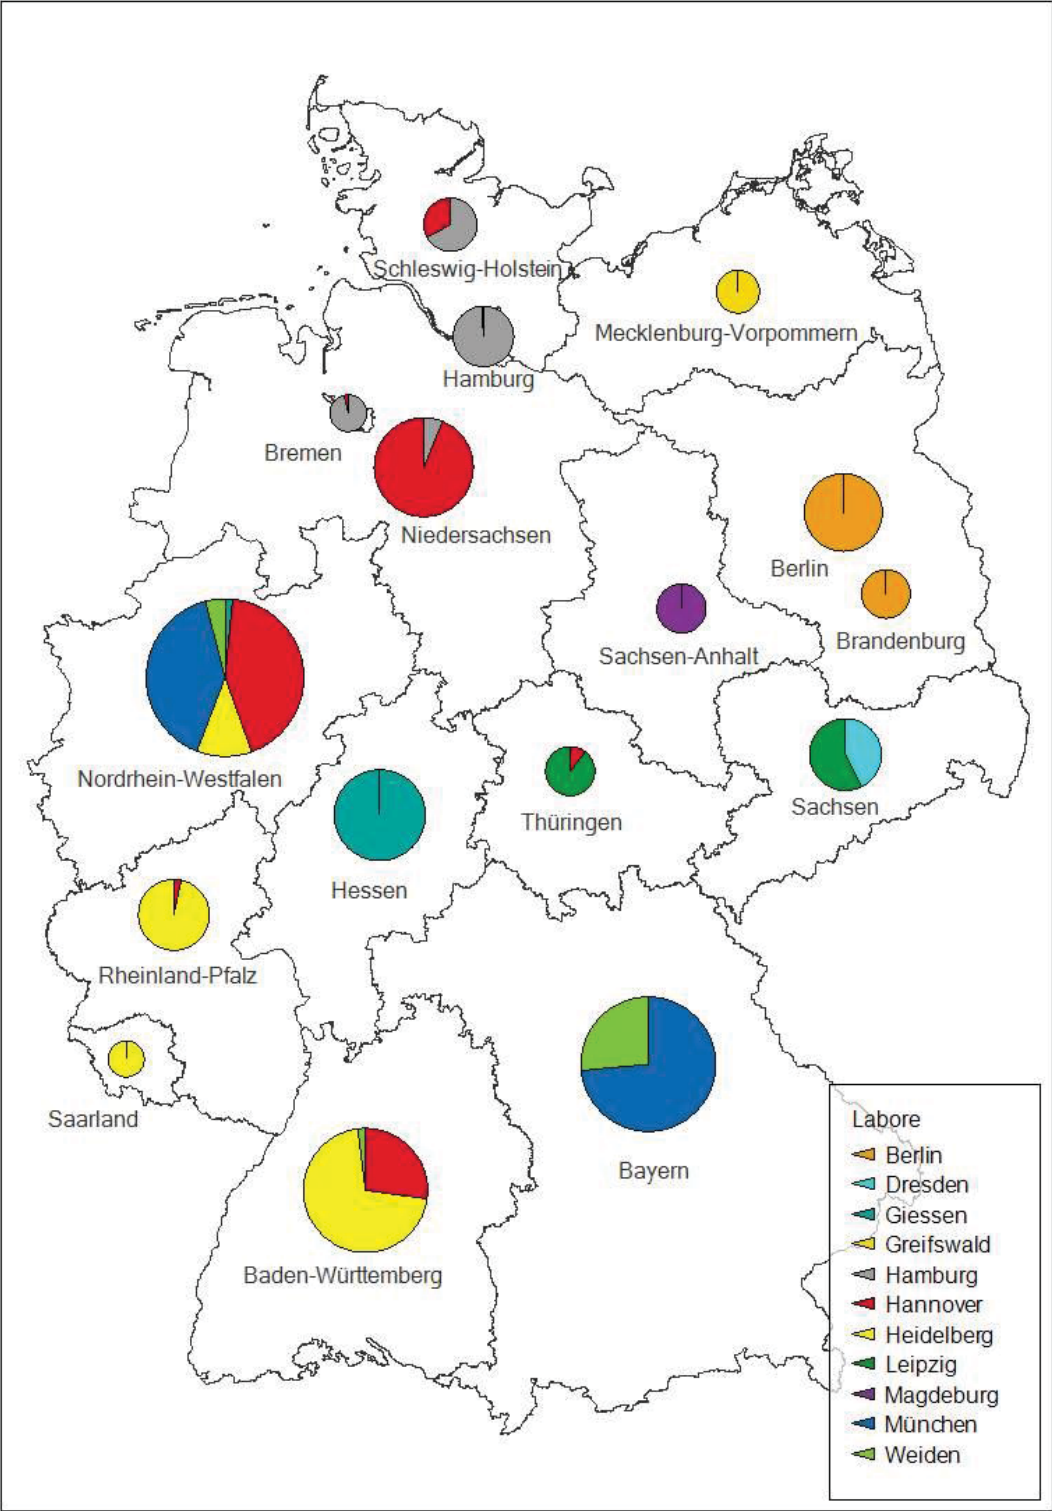 Schleswig-Holstein
Mecklenburg-Vorpommern
Hamburg
Bremen
Niedersachsen
Berlin
Brandenburg
Sachsen-Anhalt
Nordrhein-Westfalen
Sachsen
Thüringen
Hessen
Rheinland-Pfalz
Saarland
Bayern
Baden-Württemberg
Labore
Berlin
Dresden
Giessen
Greifswald
Hamburg
Hannover
Heidelberg
Leipzig
Magdeburg
München
Weiden